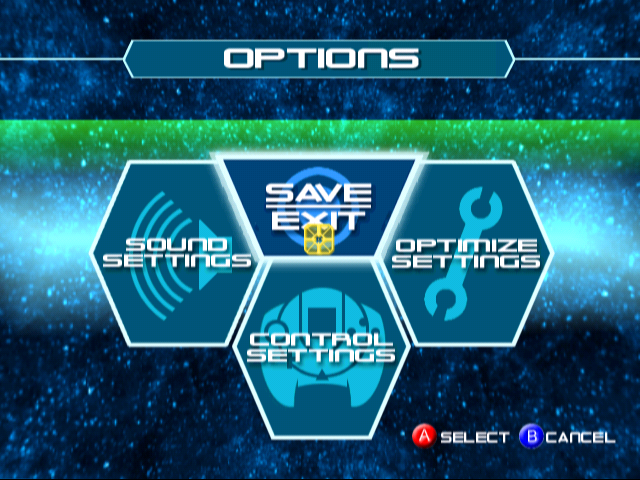 OPTIONS
SAVE
EXIT
SOUND
SETTINGS
OPTIMIZE
SETTINGS
CONTROL
SETTINGS
A SELECT B CANCEL